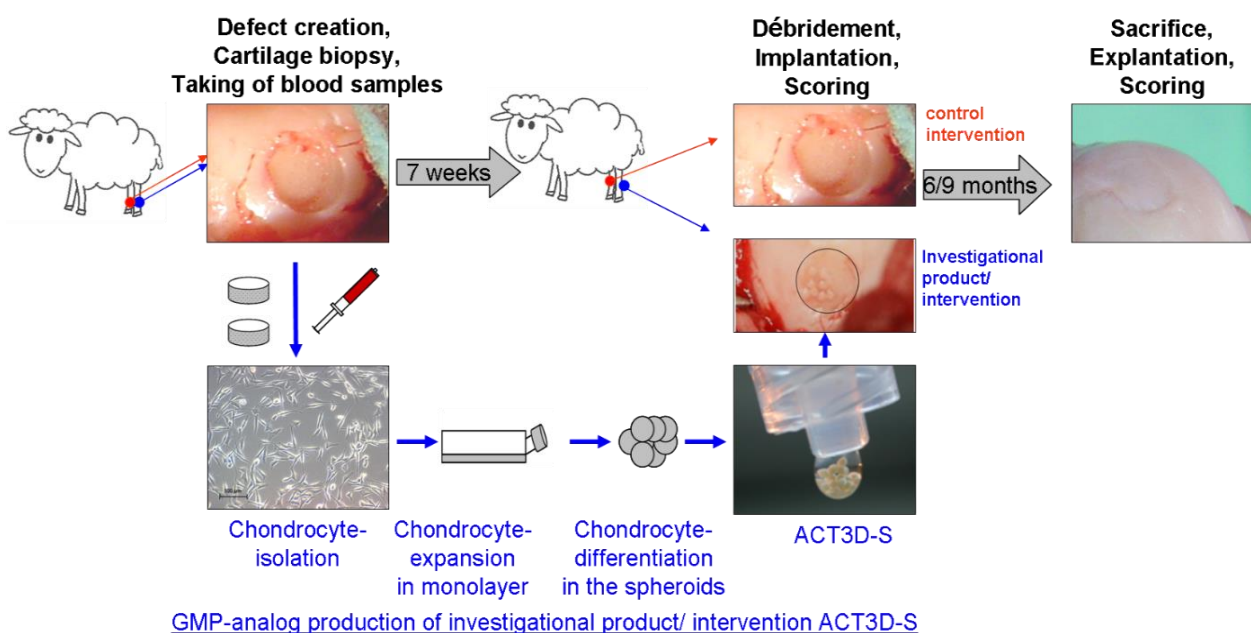 Defect creation,
Cartilage biopsy,
Taking of blood samples
Débridement,
Implantation,
Scoring
Sacrifice,
Explantation,
Scoring
7 weeks
control
intervention
6/9 months
Investigational
product/
intervention
Chondrocyte-
isolation
Chondrocyte-
expansion
in monolayer
Chondrocyte-
differentiation
in the spheroids
ACT3D-S
GMP-analog production of investigational product/ intervention ACT3D-S